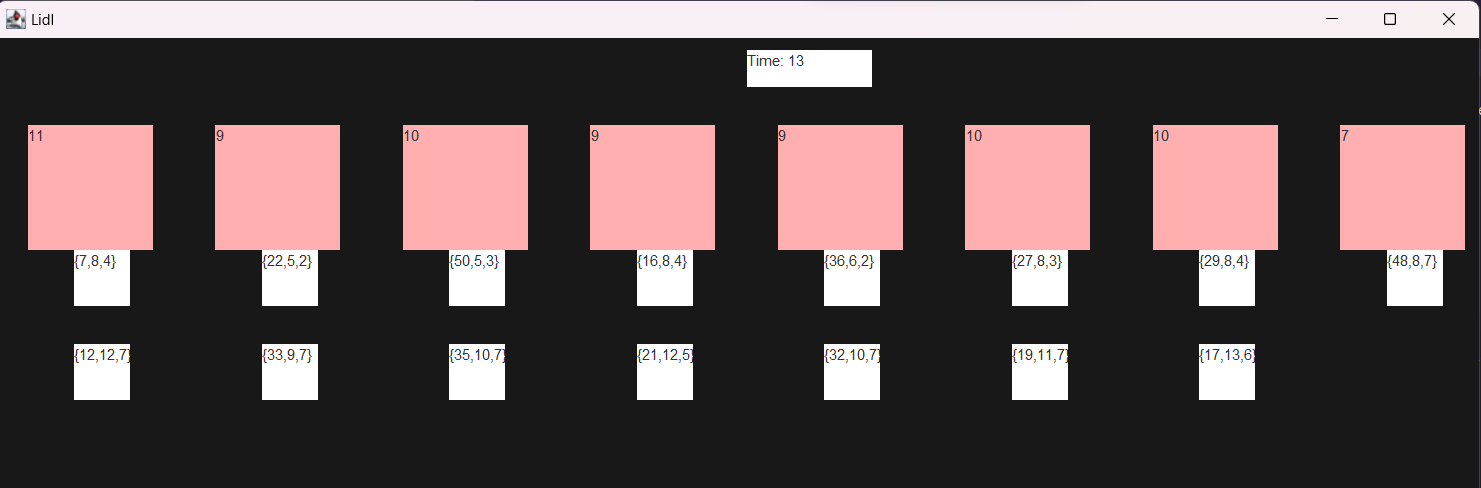 Lidl
Time: 13
11 9 10 9 9 10 10 7
{7,8,4} {22,5,2} {50,5,3} {16,8,4} {36,6,2} {27,8,3} {29,8,4} {48,8,7}
{12,12,7} {33,9,7} {35,10,7} {21,12,5} {32,10,7} {19,11,7} {17,13,6}